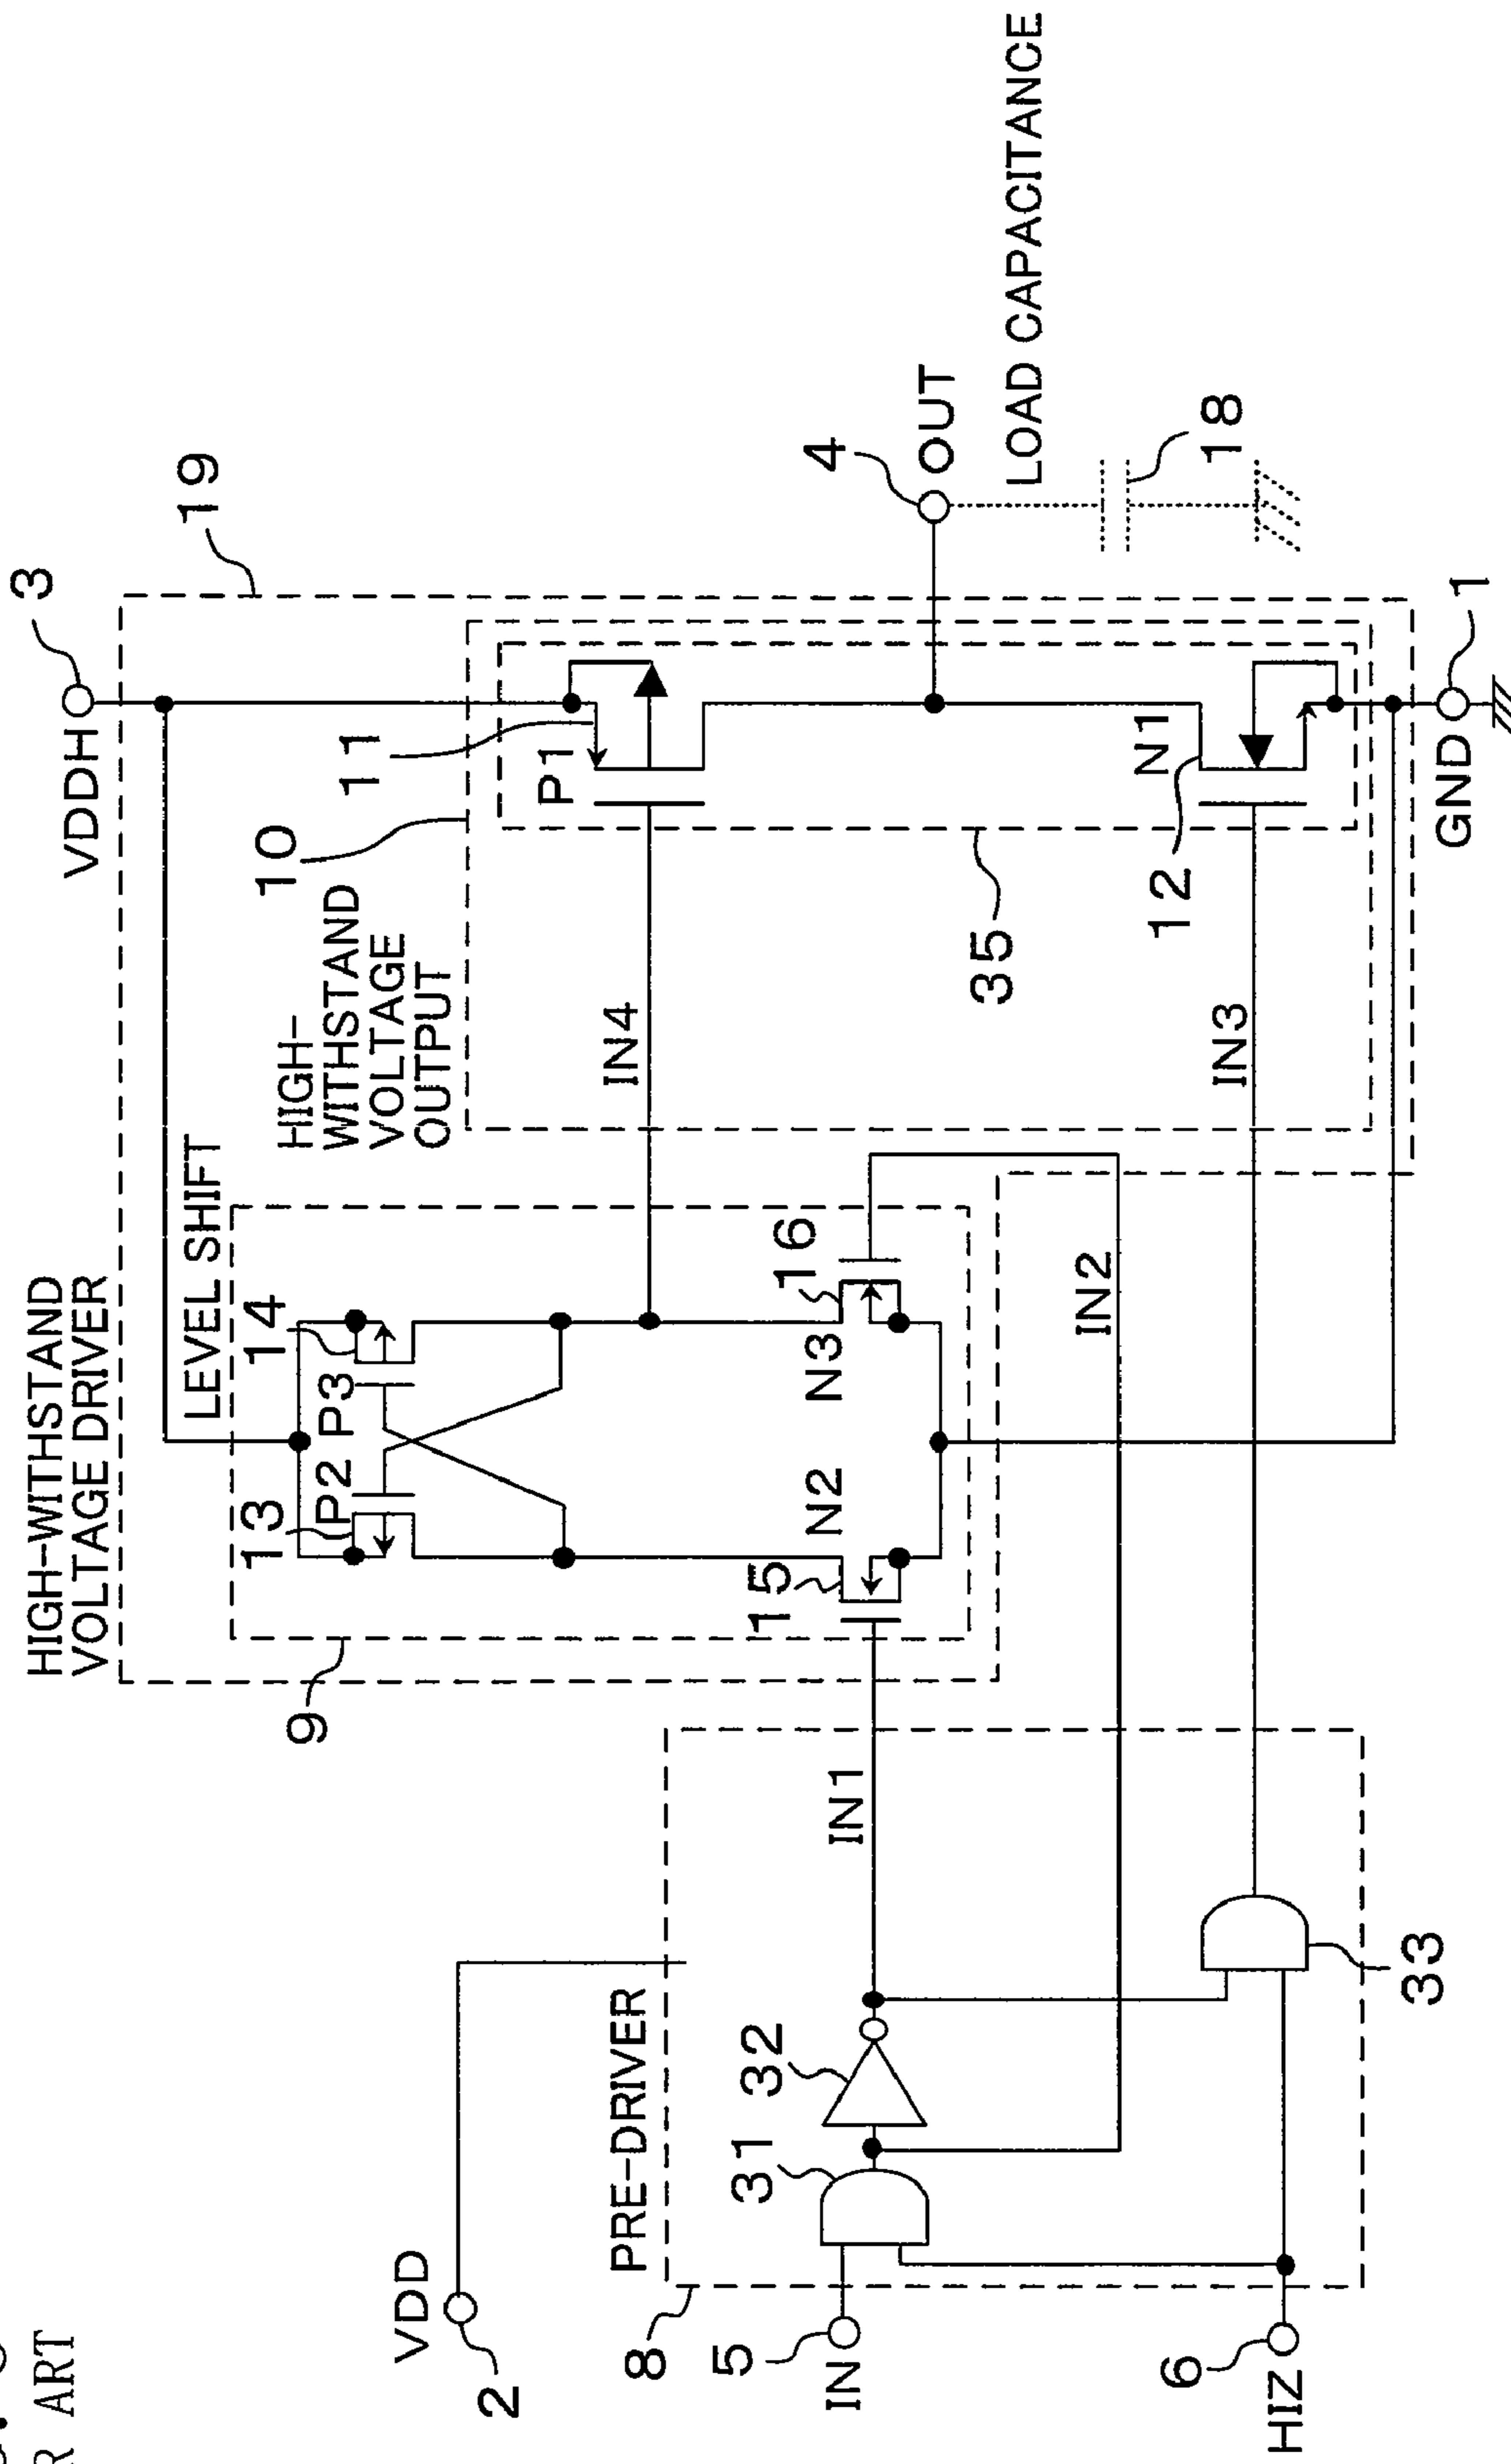 R ART
HIGH-WITHSTAND
VOLTAGE DRIVER
VDDH
3
19
LEVEL SHIFT
9
13
P2
P3
14
HIGH-
WITHSTAND
VOLTAGE
OUTPUT
10
11
P1
IN4
VDD
2
PRE-DRIVER
8
5
IN
31
32
IN1
15
N2
N3
16
4
OUT
LOAD CAPACITANCE
18
35
IN2
N1
12
IN3
6
HIZ
33
GND
1